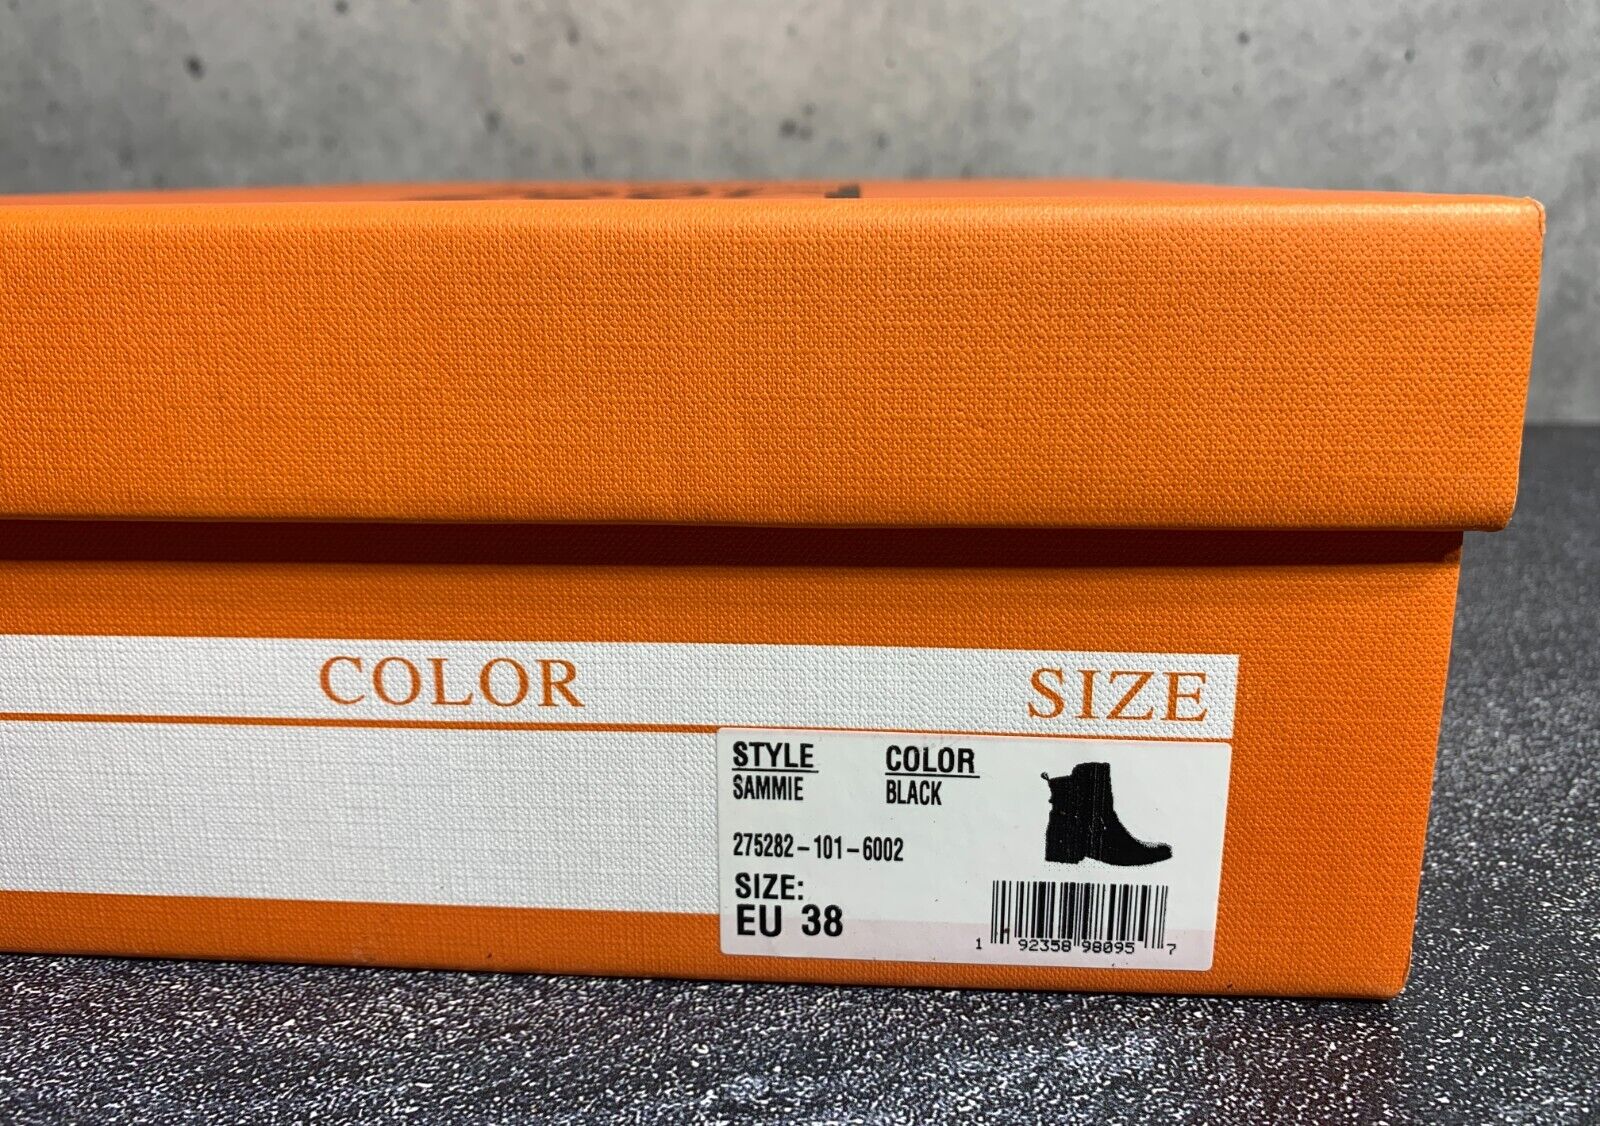 COLOR SIZE
STYLE COLOR
SAMMIE BLACK
275282-101-6002
SIZE:
EU 38
1 92358 98095 7